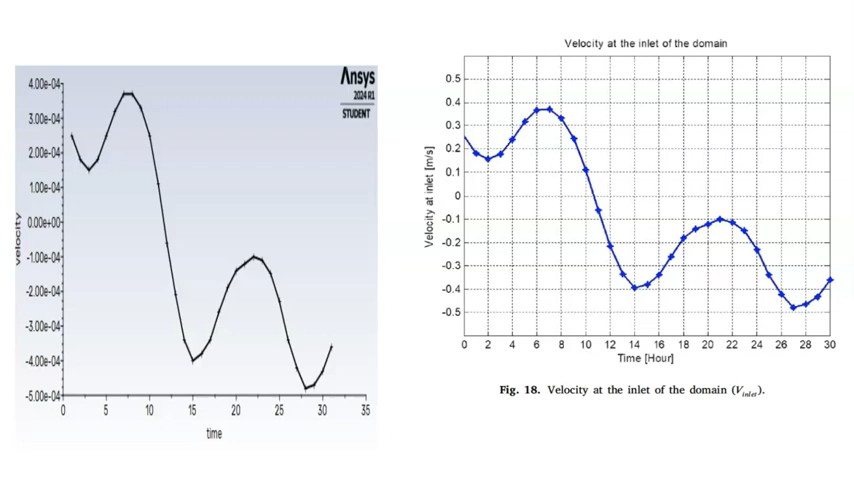 Ansys
2024 R1
STUDENT
4.00e-04
3.00e-04
2.00e-04
1.00e-04
0.00e+00
-1.00e-04
-2.00e-04
-3.00e-04
-4.00e-04
-5.00e-04
velocity
0 5 10 15 20 25 30 35
time
Velocity at the inlet of the domain
0.5
0.4
0.3
0.2
0.1
0
-0.1
-0.2
-0.3
-0.4
-0.5
Velocity at inlet [m/s]
0 2 4 6 8 10 12 14 16 18 20 22 24 26 28 30
Time [Hour]
Fig. 18. Velocity at the inlet of the domain (Vinlet).